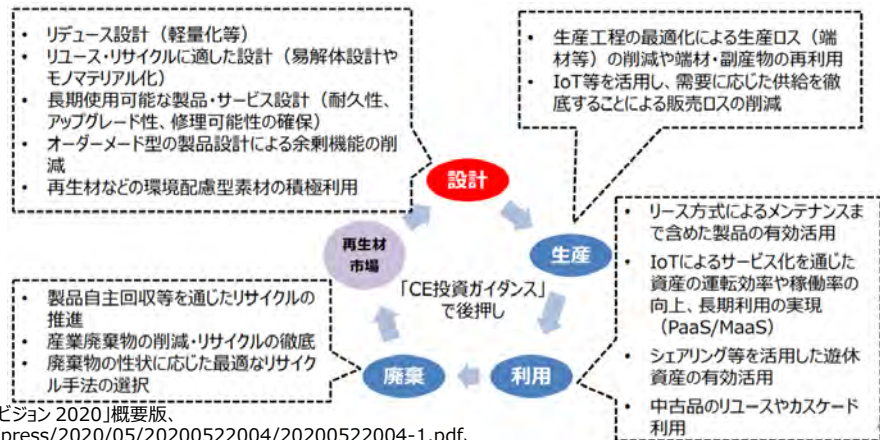 • リデュース設計（軽量化等）
• リユース・リサイクルに適した設計（易解体設計や
モノマテリアル化）
• 長期使用可能な製品・サービス設計（耐久性、
アップグレード性、修理可能性の確保）
• オーダーメード型の製品設計による余剰機能の削
減
• 再生材などの環境配慮型素材の積極利用
• 生産工程の最適化による生産ロス（端
材等）の削減や端材・副産物の再利用
• IoT等を活用し、需要に応じた供給を徹
底することによる販売ロスの削減
設計
再生材
市場
生産
「CE投資ガイダンス」
で後押し
廃棄
利用
• リース方式によるメンテナンスま
で含めた製品の有効活用
• IoTによるサービス化を通じた
資産の運転効率や稼働率の
向上、長期利用の実現
（PaaS/MaaS）
• シェアリング等を活用した遊休
資産の有効活用
• 中古品のリユースやカスケード
利用
• 製品自主回収等を通じたリサイクルの
推進
• 産業廃棄物の削減・リサイクルの徹底
• 廃棄物の性状に応じた最適なリサイク
ル手法の選択
ビジョン 2020」概要版、
press/2020/05/20200522004/20200522004-1.pdf.